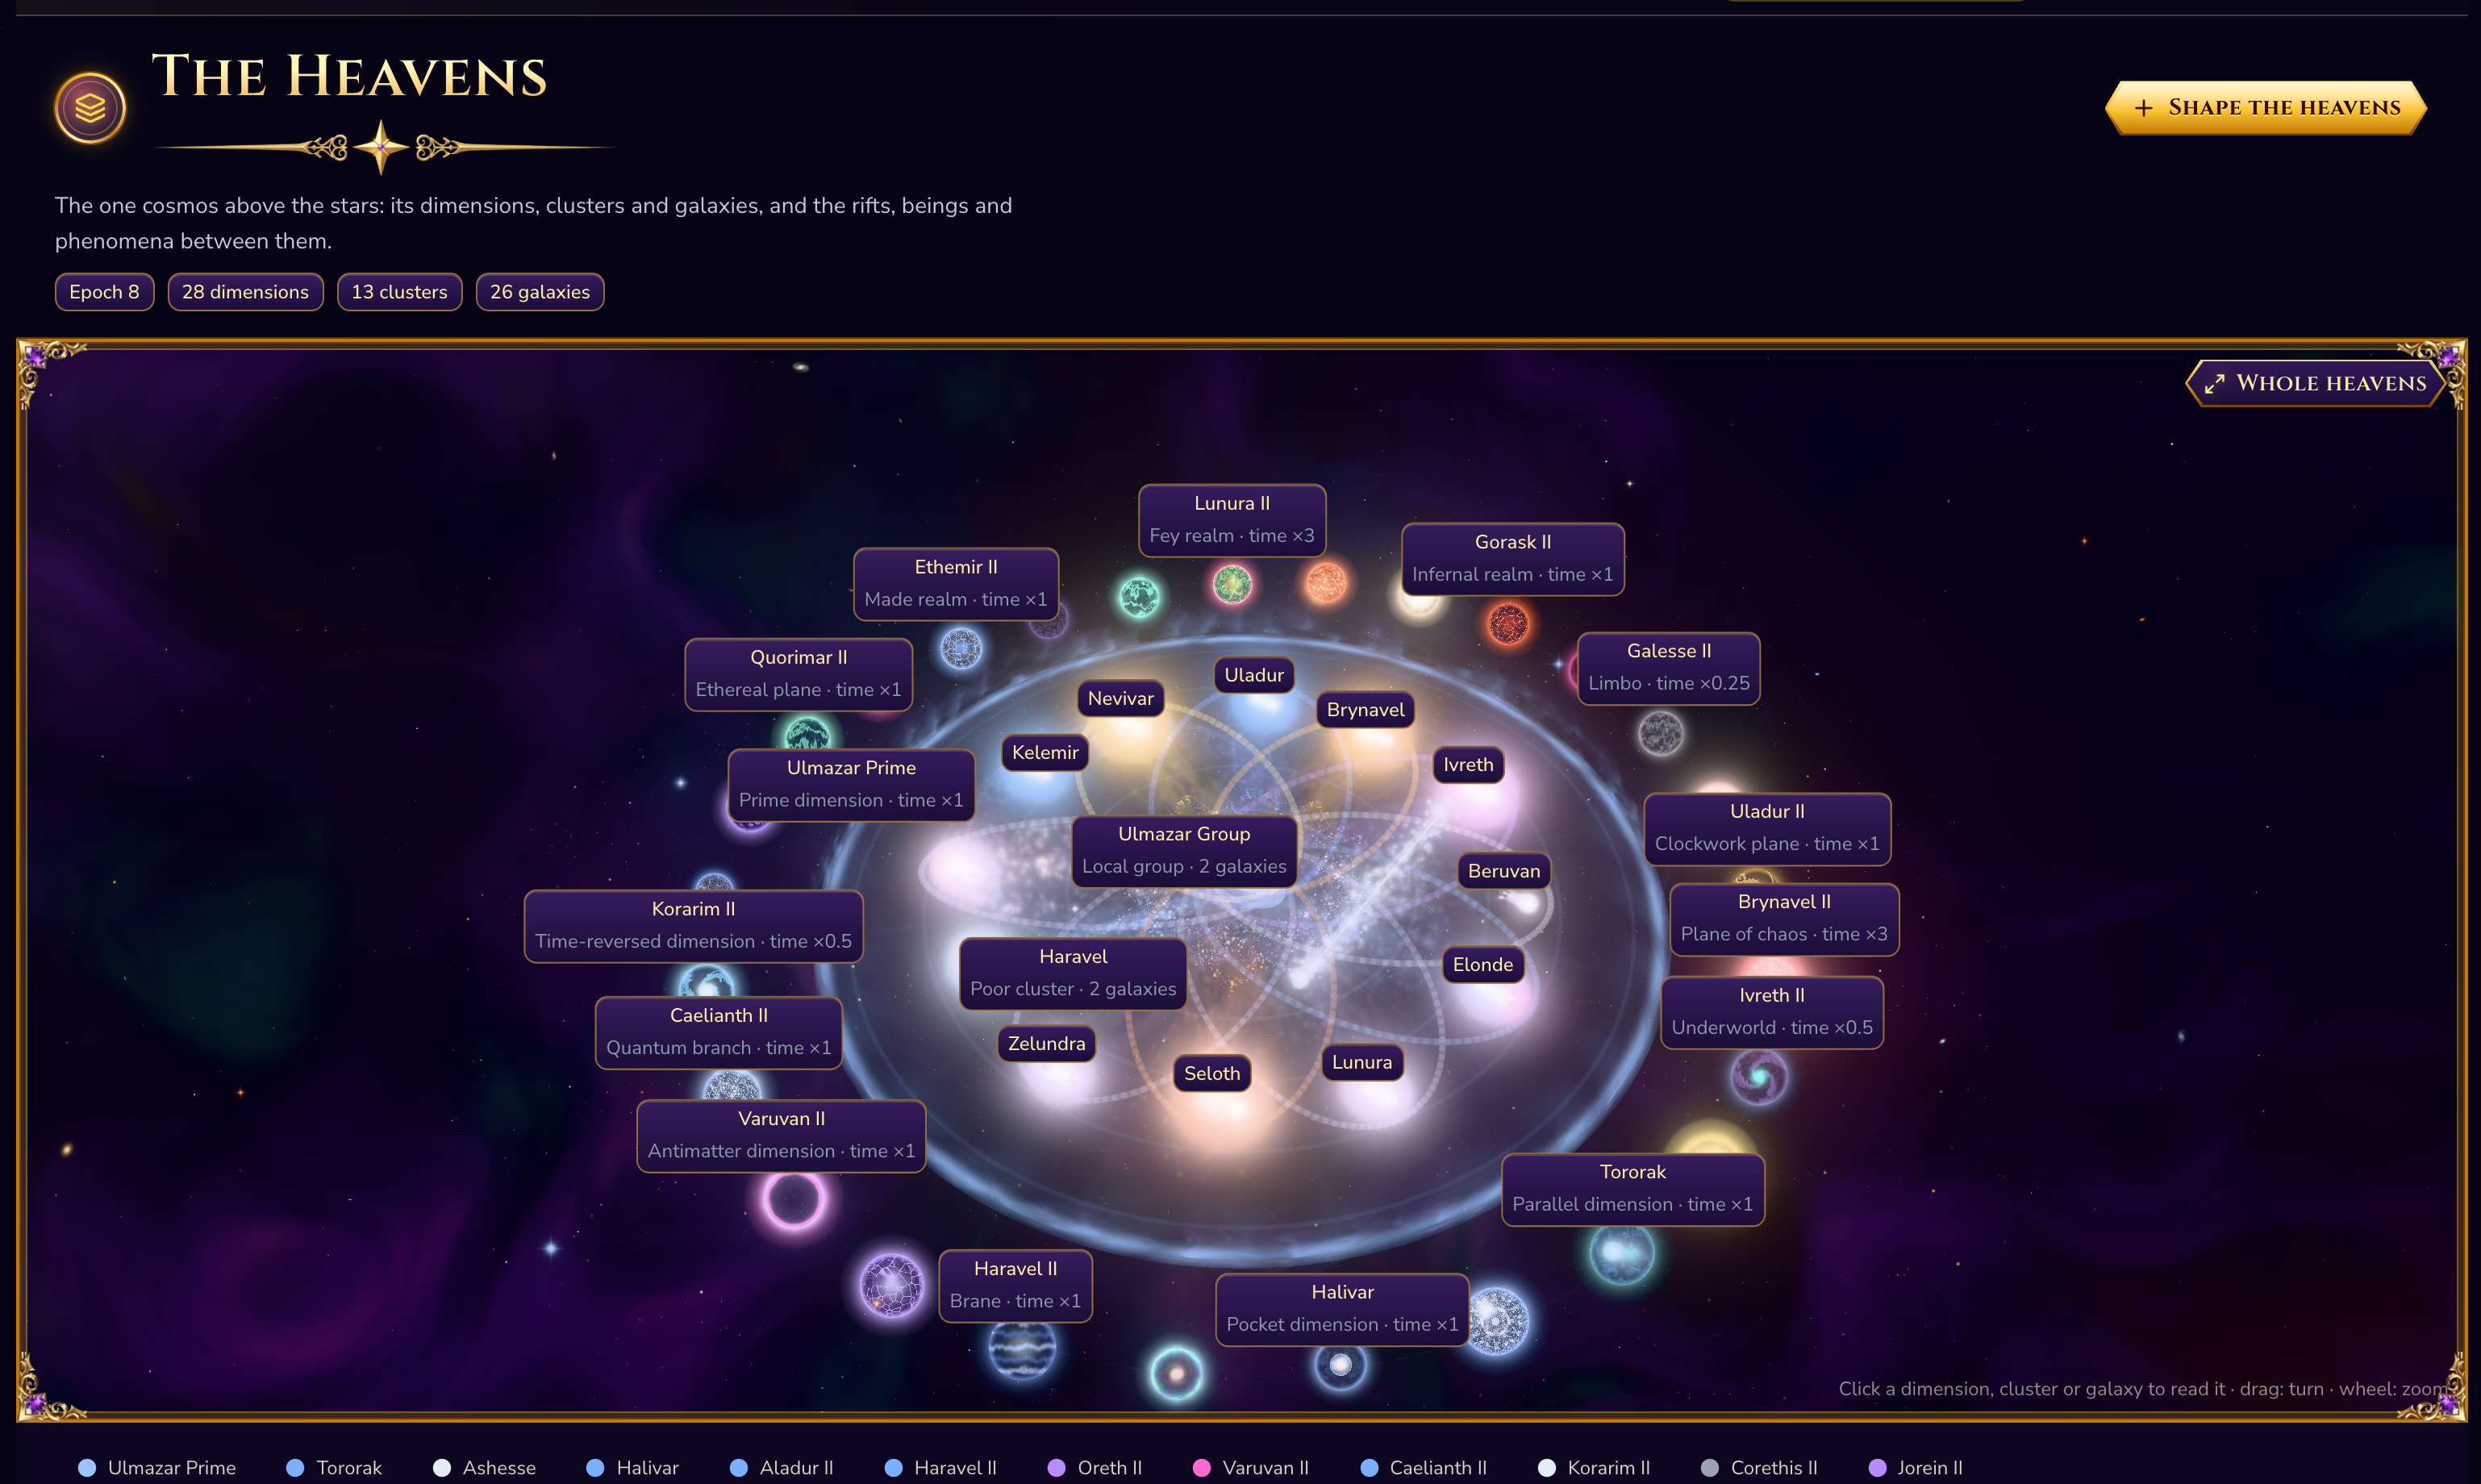 The Heavens
+ Shape the heavens
The one cosmos above the stars: its dimensions, clusters and galaxies, and the rifts, beings and
phenomena between them.
Epoch 8
28 dimensions
13 clusters
26 galaxies
Whole heavens
Lunura II
Fey realm · time ×3
Gorask II
Infernal realm · time ×1
Ethemir II
Made realm · time ×1
Galesse II
Limbo · time ×0.25
Quorimar II
Ethereal plane · time ×1
Uladur
Nevivar
Brynavel
Kelemir
Ivreth
Ulmazar Prime
Prime dimension · time ×1
Uladur II
Clockwork plane · time ×1
Ulmazar Group
Local group · 2 galaxies
Beruvan
Korarim II
Time-reversed dimension · time ×0.5
Brynavel II
Plane of chaos · time ×3
Haravel
Poor cluster · 2 galaxies
Elonde
Ivreth II
Underworld · time ×0.5
Caelianth II
Quantum branch · time ×1
Zelundra
Seloth
Lunura
Varuvan II
Antimatter dimension · time ×1
Tororak
Parallel dimension · time ×1
Haravel II
Brane · time ×1
Halivar
Pocket dimension · time ×1
Click a dimension, cluster or galaxy to read it · drag: turn · wheel: zoom
Ulmazar Prime
Tororak
Ashesse
Halivar
Aladur II
Haravel II
Oreth II
Varuvan II
Caelianth II
Korarim II
Corethis II
Jorein II